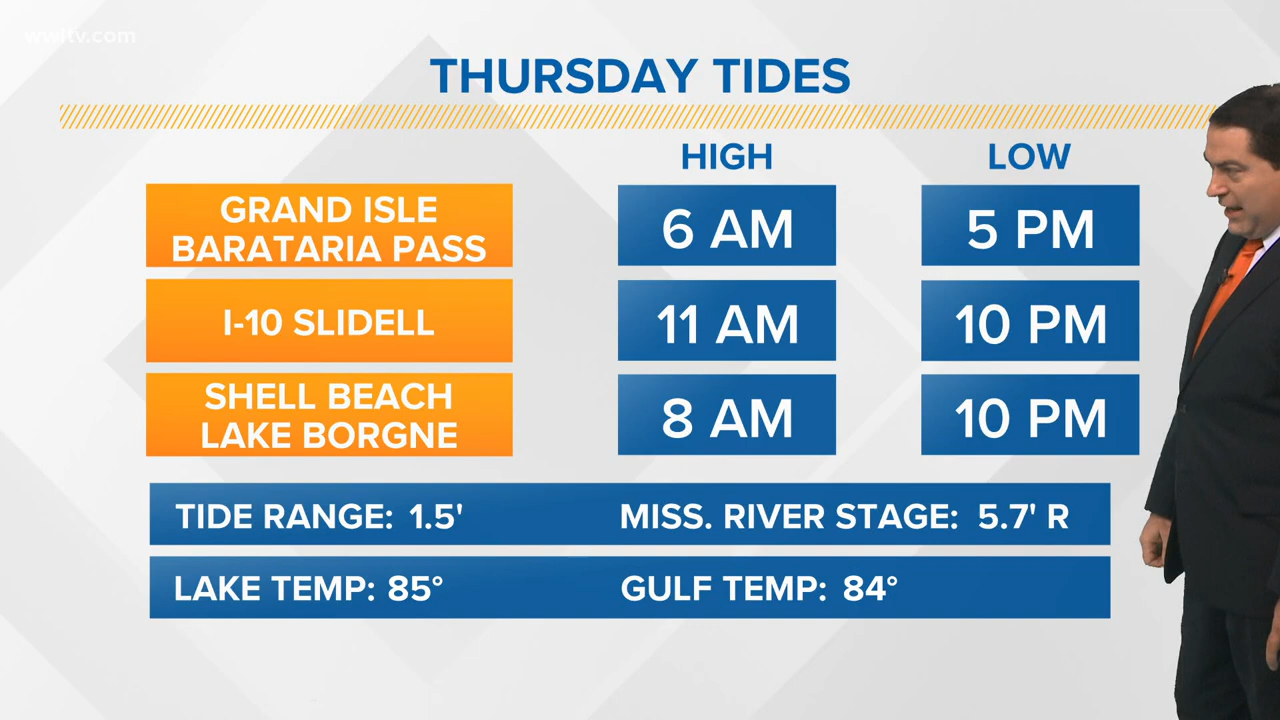 wwltv.com
THURSDAY TIDES
HIGH LOW
GRAND ISLE
BARATARIA PASS
6 AM 5 PM
I-10 SLIDELL 11 AM 10 PM
SHELL BEACH
LAKE BORGNE
8 AM 10 PM
TIDE RANGE: 1.5' MISS. RIVER STAGE: 5.7' R
LAKE TEMP: 85° GULF TEMP: 84°